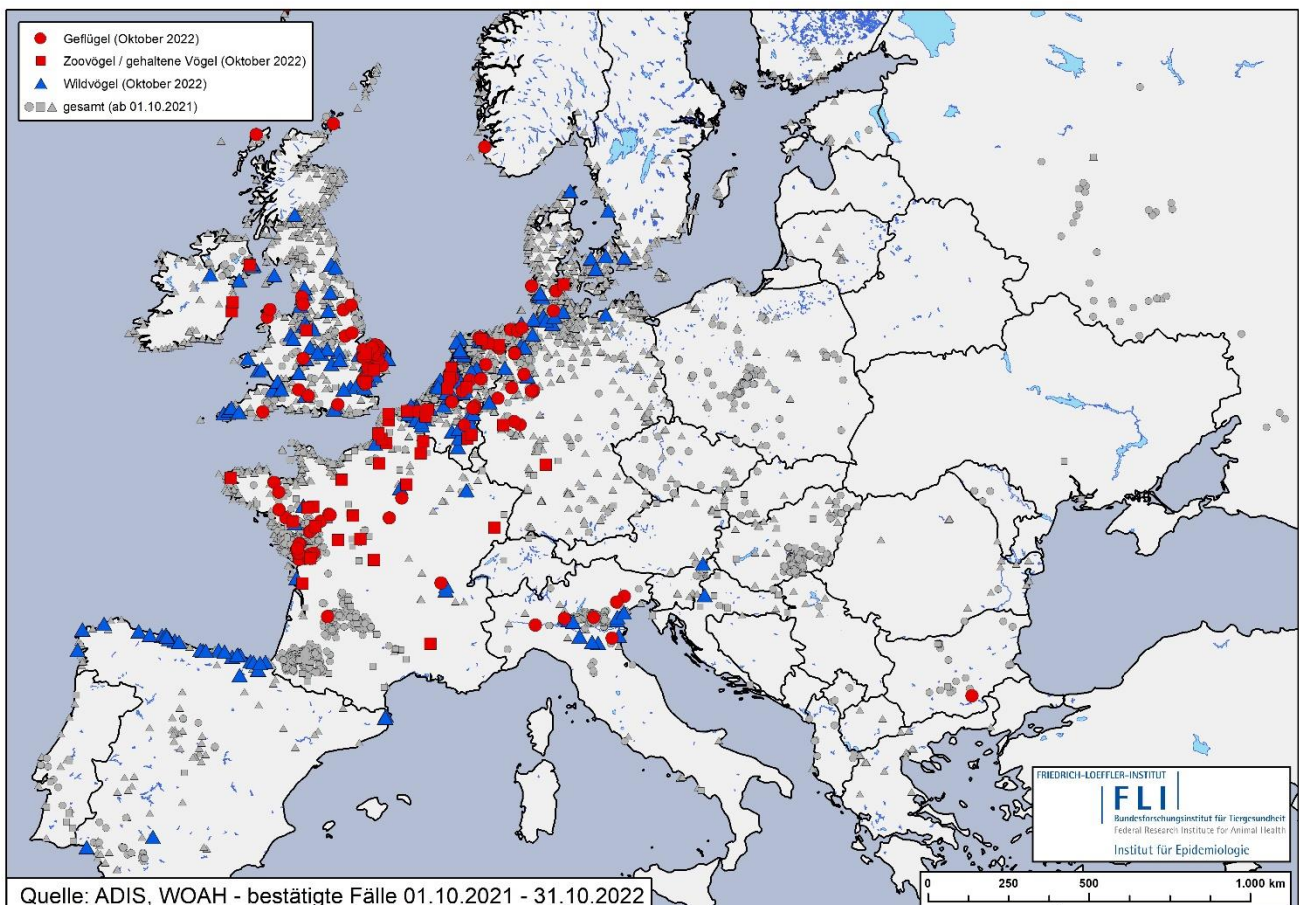 Geflügel (Oktober 2022)
Zoovögel / gehaltene Vögel (Oktober 2022)
Wildvögel (Oktober 2022)
gesamt (ab 01.10.2021)
FRIEDRICH-LOEFFLER-INSTITUT
FLI
Bundesforschungsinstitut für Tiergesundheit
Federal Research Institute for Animal Health
Institut für Epidemiologie
0 250 500 1.000 km
Quelle: ADIS, WOAH - bestätigte Fälle 01.10.2021 - 31.10.2022